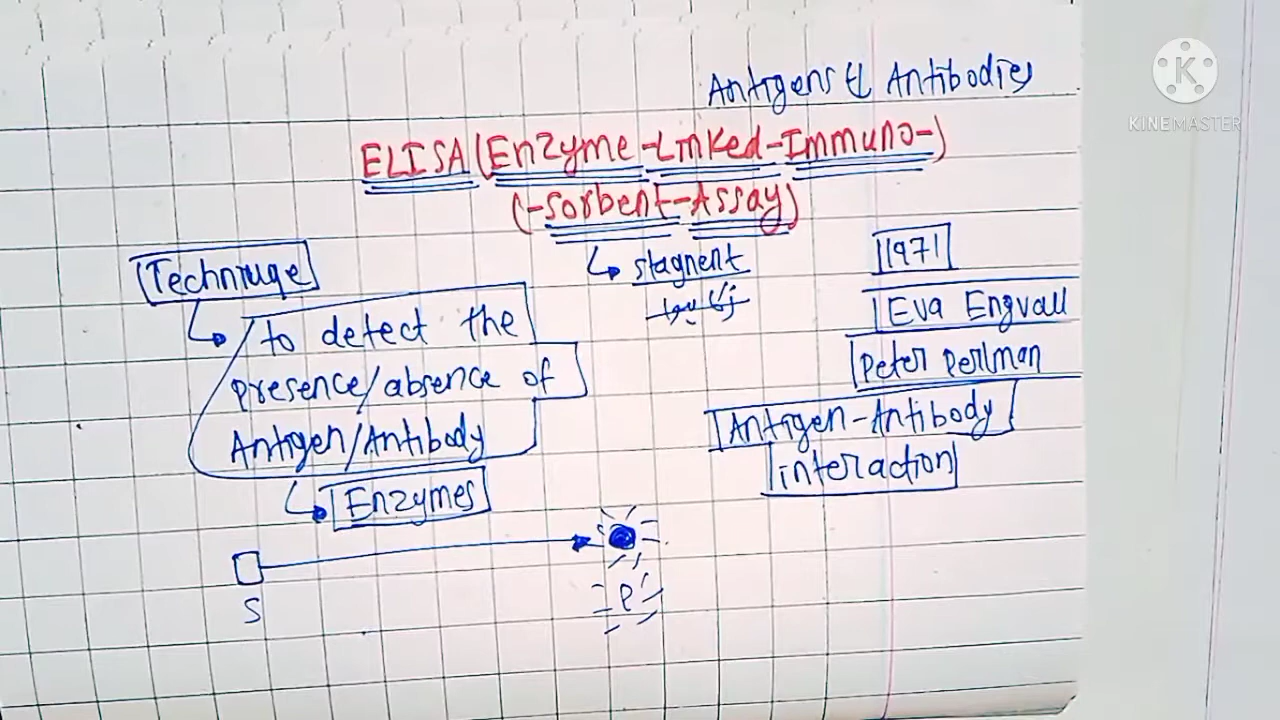 Antigens & Antibodies
ELISA (Enzyme-Linked-Immuno-)
(-Sorbent-Assay)
Techniuqe
to detect the
presence/absence of
Antigen/Antibody
Enzymes
S
P
stagnent
1971
Eva Engvall
Peter Perlman
Antigen-Antibody
interaction
KINEMASTER